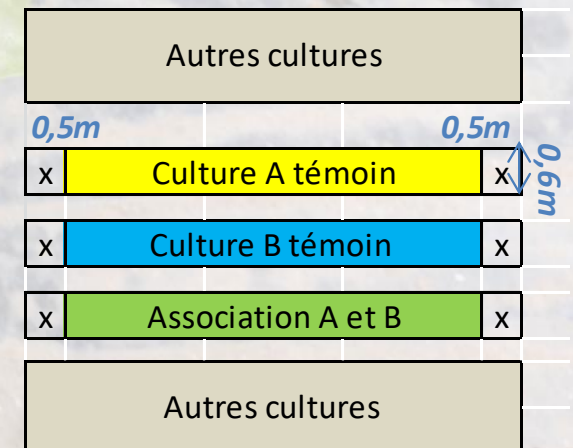 Autres cultures
0,5m 0,5m
x Culture A témoin x
0,6m
x Culture B témoin x
x Association A et B x
Autres cultures